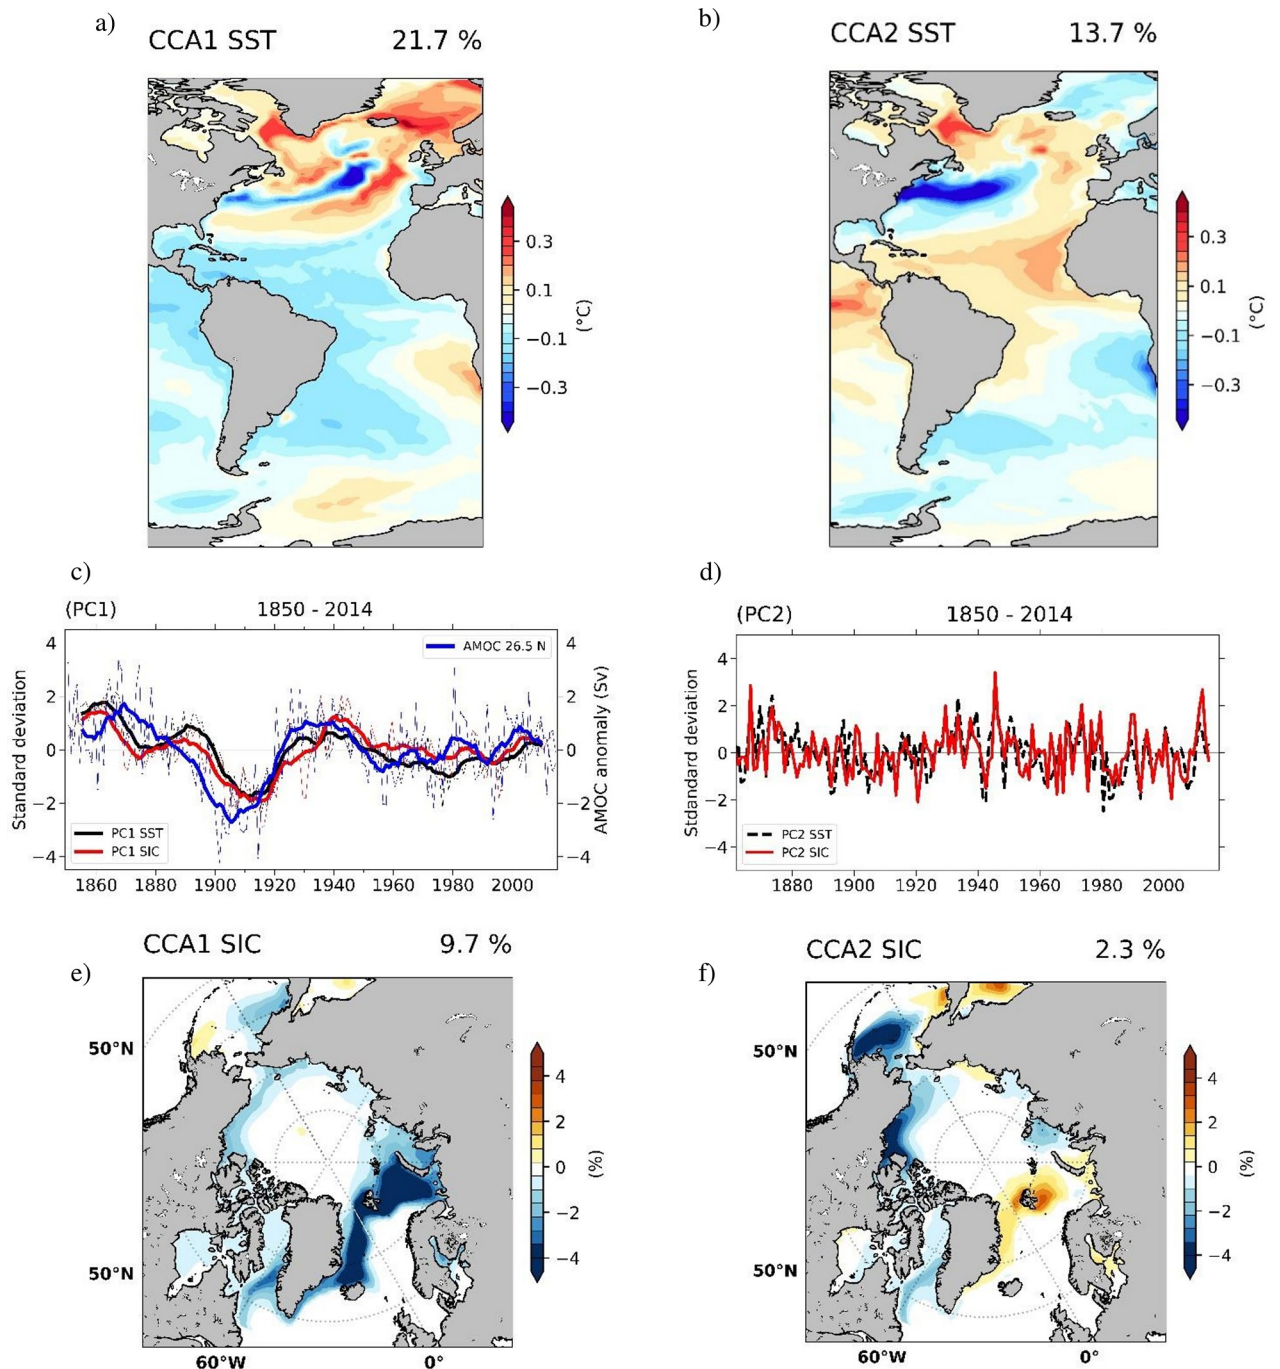 a)
CCA1 SST 21.7 %
0.3
0.1
−0.1
−0.3
(°C)
b)
CCA2 SST 13.7 %
0.3
0.1
−0.1
−0.3
(°C)
c)
(PC1) 1850 - 2014
Standard deviation
4
2
0
−2
−4
AMOC 26.5 N
PC1 SST
PC1 SIC
4
2
0
−2
−4
AMOC anomaly (Sv)
1860 1880 1900 1920 1940 1960 1980 2000
d)
(PC2) 1850 - 2014
Stdandard deviation
4
2
0
−2
−4
PC2 SST
PC2 SIC
1880 1900 1920 1940 1960 1980 2000
CCA1 SIC 9.7 %
e)
50°N
50°N
60°W 0°
4
2
0
−2
−4
(%)
CCA2 SIC 2.3 %
f)
50°N
50°N
60°W 0°
4
2
0
−2
−4
(%)